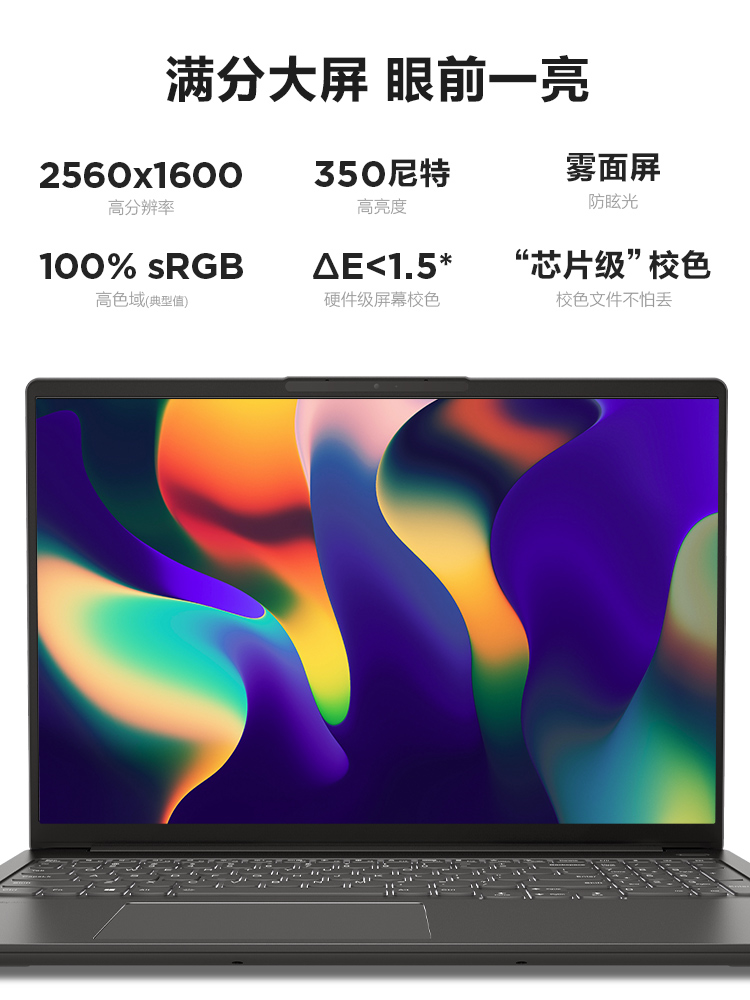 满分大屏 眼前一亮
2560x1600
高分辨率
350尼特
高亮度
雾面屏
防眩光
100% sRGB
高色域(典型值)
ΔE<1.5*
硬件级屏幕校色
“芯片级”校色
校色文件不怕丢